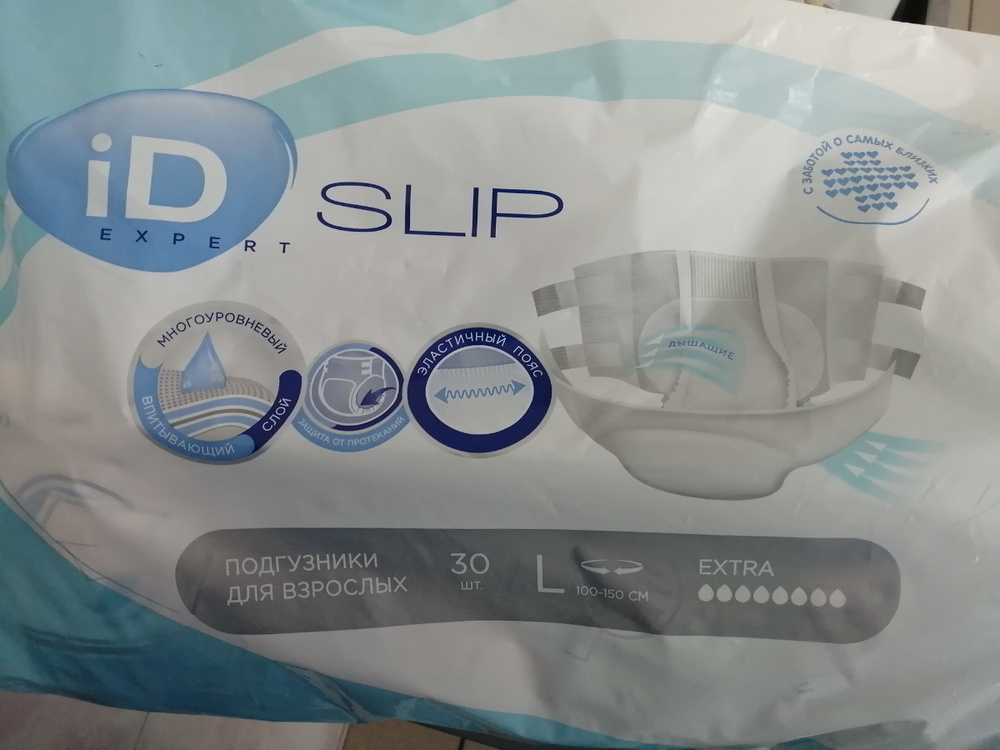 iD
EXPERT
SLIP
С ЗАБОТОЙ О САМЫХ БЛИЗКИХ
МНОГОУРОВНЕВЫЙ
ВПИТЫВАЮЩИЙ СЛОЙ
ЗАЩИТА ОТ ПРОТЕКАНИЙ
ЭЛАСТИЧНЫЙ ПОЯС
ДЫШАЩИЕ
ПОДГУЗНИКИ
ДЛЯ ВЗРОСЛЫХ
30
ШТ.
L
100-150 СМ
EXTRA